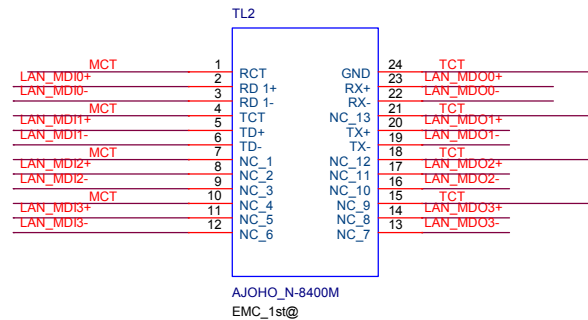 TL2
MCT 1 RCT GND 24 TCT
LAN_MDI0+ 2 RD 1+ RX+ 23 LAN_MDO0+
LAN_MDI0- 3 RD 1- RX- 22 LAN_MDO0-
MCT 4 TCT NC_13 21 TCT
LAN_MDI1+ 5 TD+ TX+ 20 LAN_MDO1+
LAN_MDI1- 6 TD- TX- 19 LAN_MDO1-
MCT 7 NC_1 NC_12 18 TCT
LAN_MDI2+ 8 NC_2 NC_11 17 LAN_MDO2+
LAN_MDI2- 9 NC_3 NC_10 16 LAN_MDO2-
MCT 10 NC_4 NC_9 15 TCT
LAN_MDI3+ 11 NC_5 NC_8 14 LAN_MDO3+
LAN_MDI3- 12 NC_6 NC_7 13 LAN_MDO3-
AJOHO_N-8400M
EMC_1st@